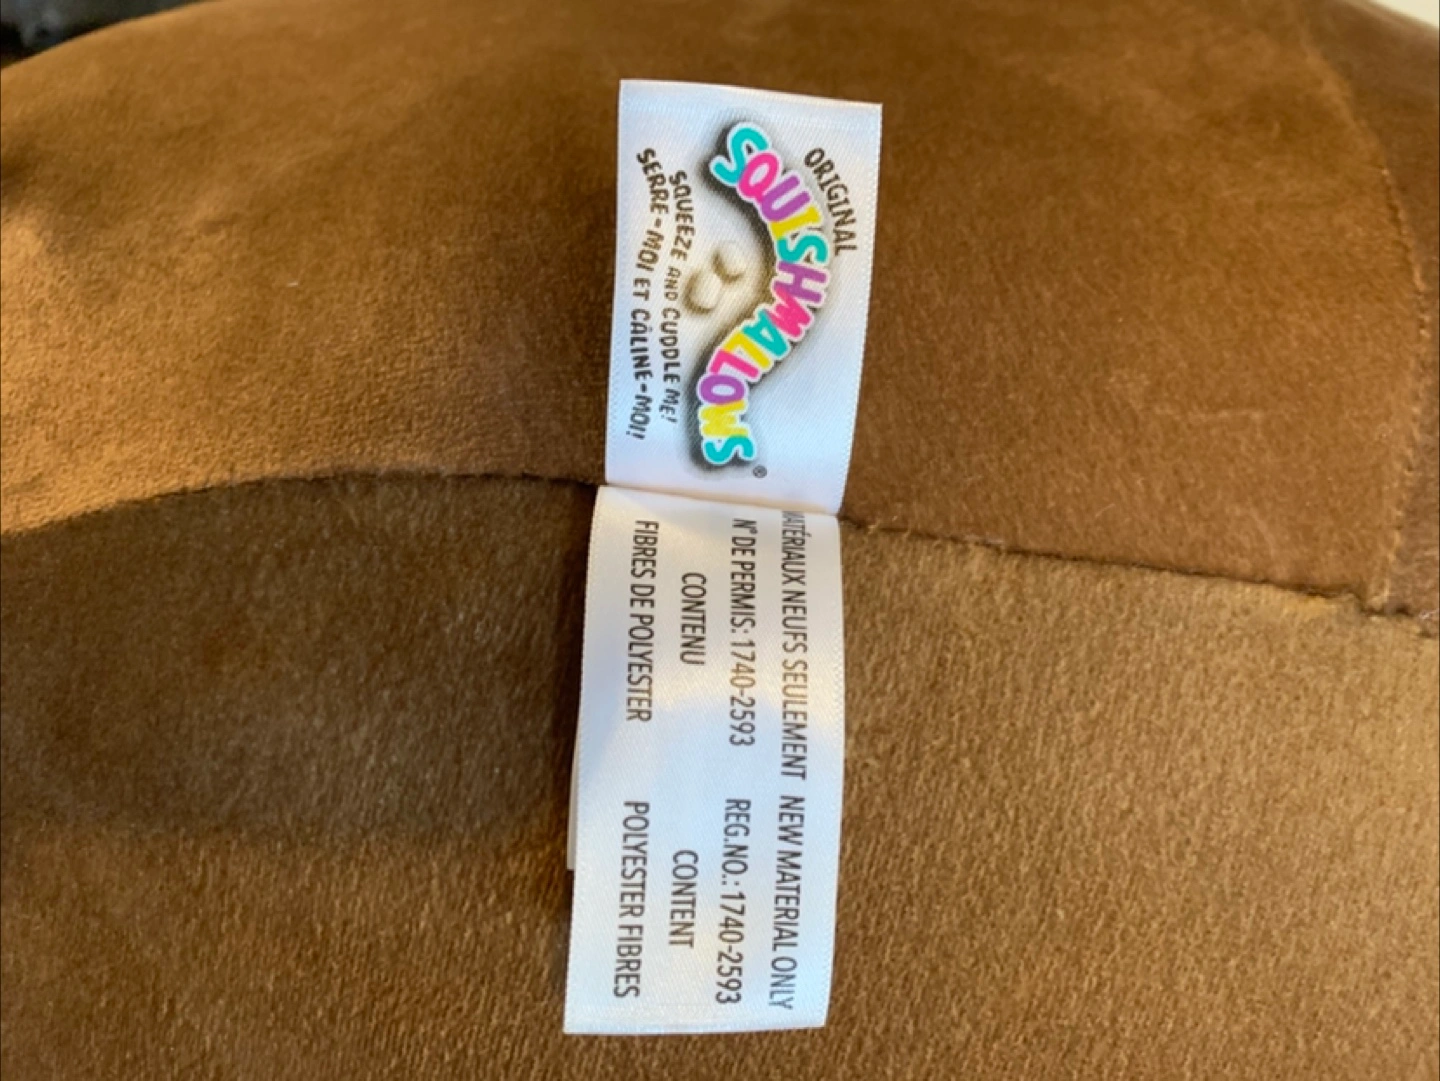 ORIGINAL
SQUISHMALLOWS®
SQUEEZE AND CUDDLE ME!
SERRE-MOI ET CÂLINE-MOI!
MATÉRIAUX NEUFS SEULEMENT NEW MATERIAL ONLY
N° DE PERMIS: 1740-2593 REG.NO.: 1740-2593
CONTENU CONTENT
FIBRES DE POLYESTER POLYESTER FIBRES